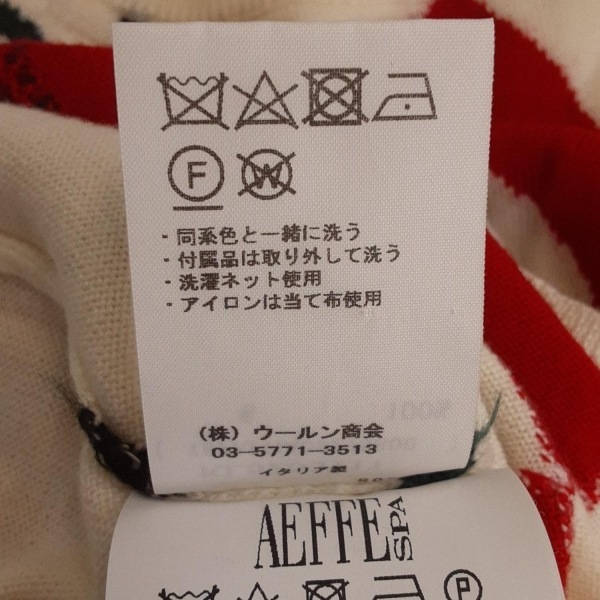 F
W
・同系色と一緒に洗う
・付属品は取り外して洗う
・洗濯ネット使用
・アイロンは当て布使用
（株）ウールン商会
03-5771-3513
イタリア製
AEFFE SPA
P